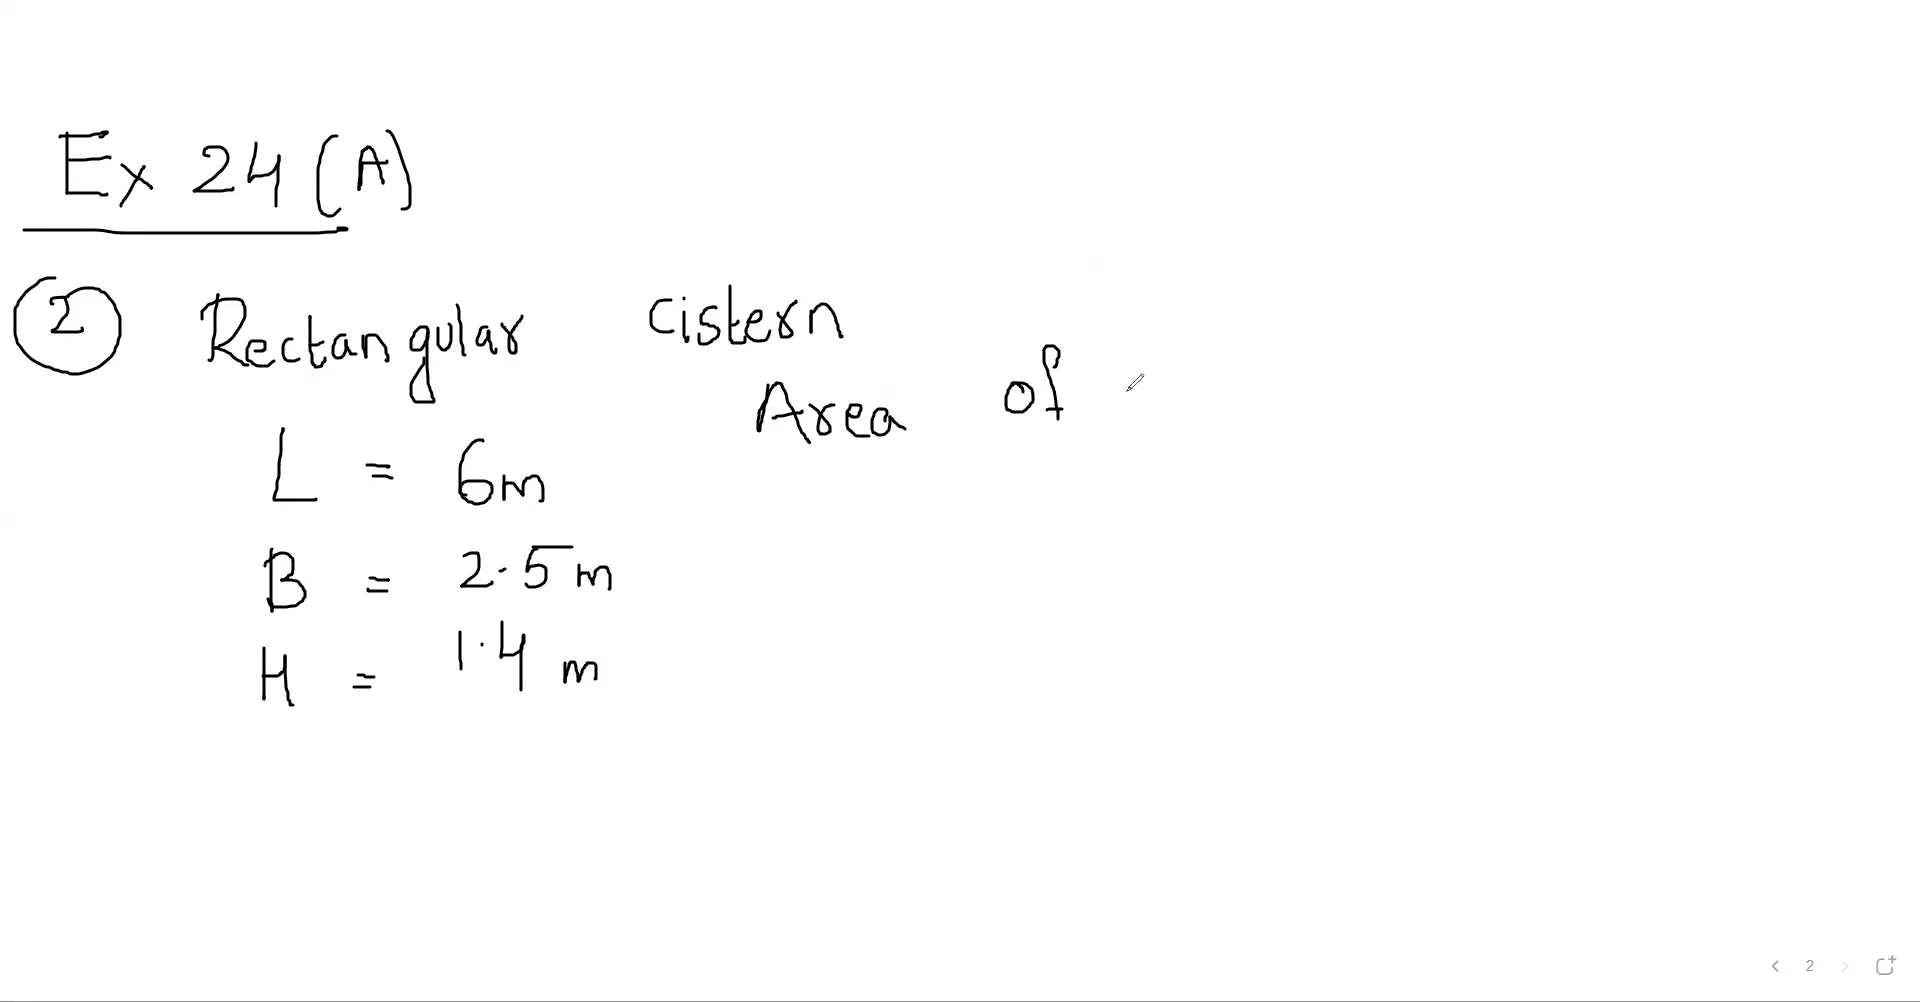 Ex 24 (A)
2 Rectangular cistern
Area of
L = 6m
B = 2.5 m
H = 1.4 m
2